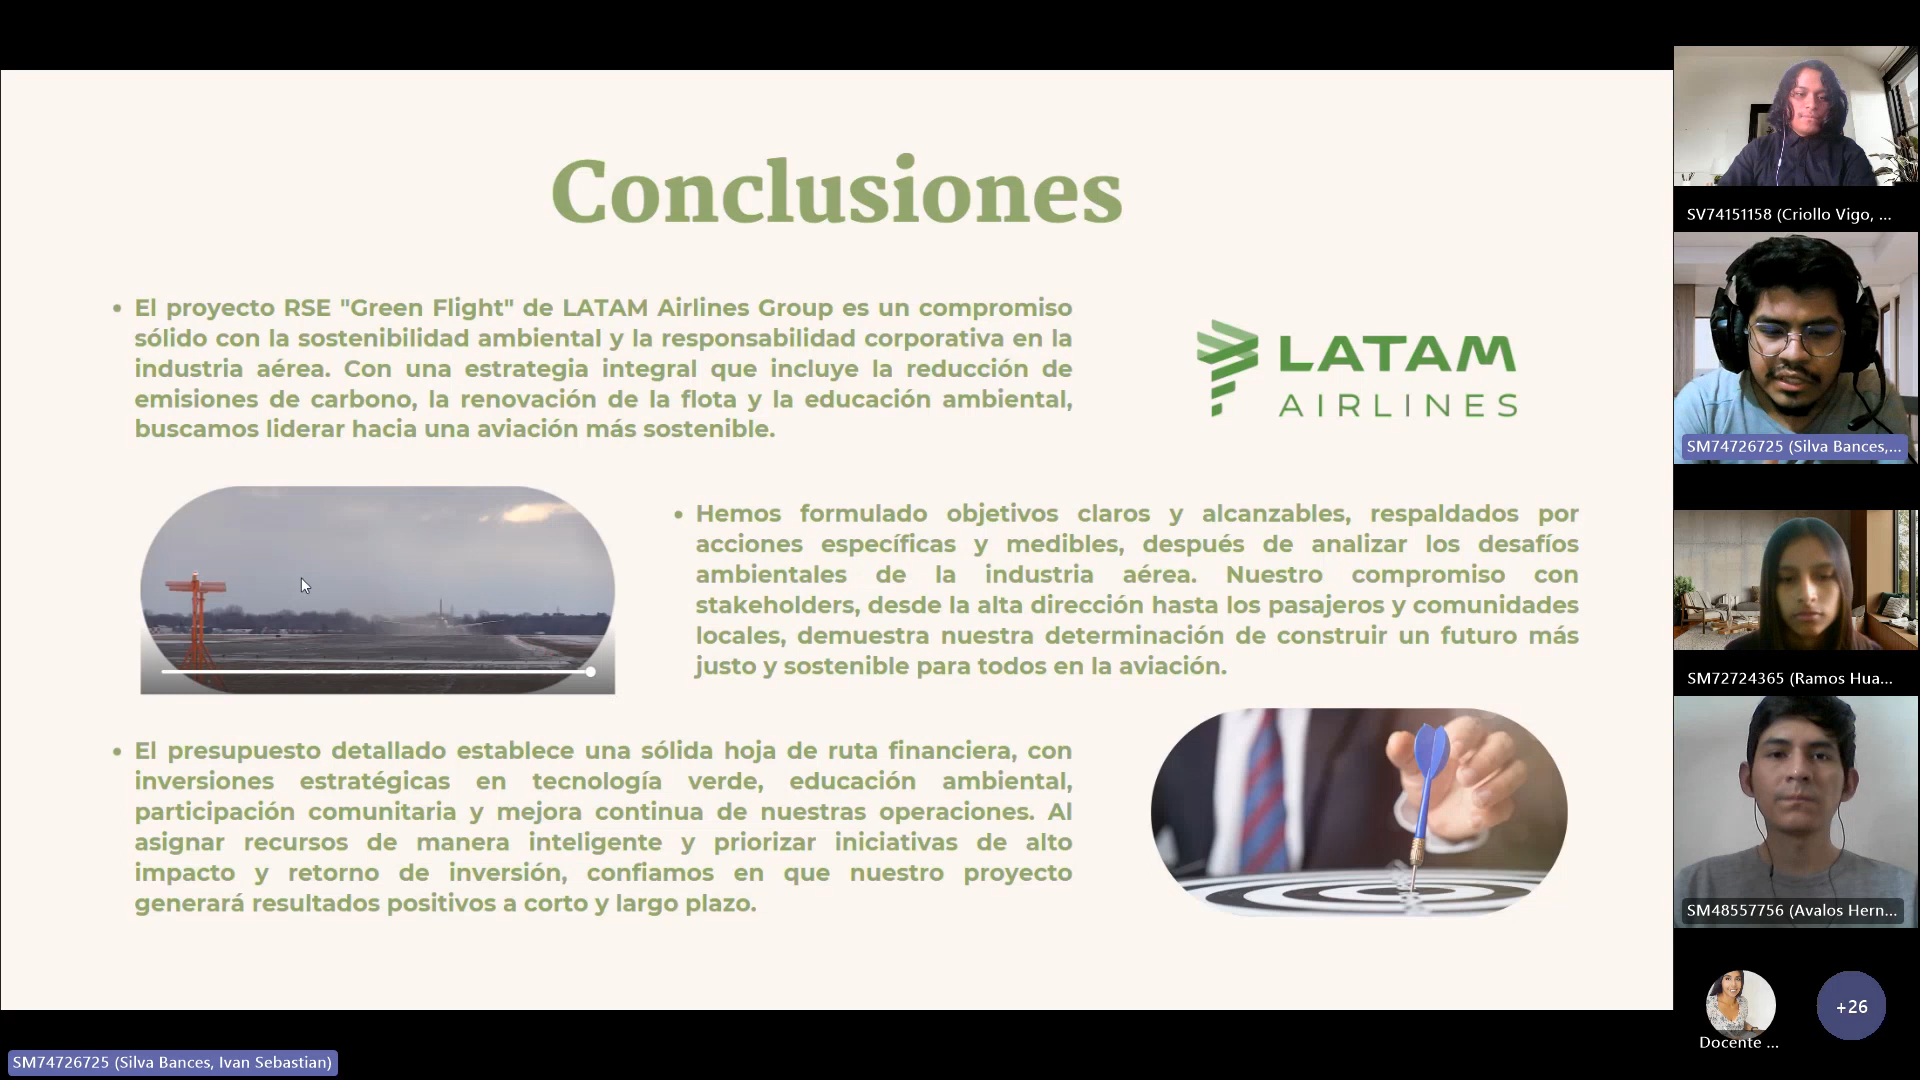 Conclusiones
• El proyecto RSE "Green Flight" de LATAM Airlines Group es un compromiso
sólido con la sostenibilidad ambiental y la responsabilidad corporativa en la
industria aérea. Con una estrategia integral que incluye la reducción de
emisiones de carbono, la renovación de la flota y la educación ambiental,
buscamos liderar hacia una aviación más sostenible.
LATAM
AIRLINES
• Hemos formulado objetivos claros y alcanzables, respaldados por
acciones específicas y medibles, después de analizar los desafíos
ambientales de la industria aérea. Nuestro compromiso con
stakeholders, desde la alta dirección hasta los pasajeros y comunidades
locales, demuestra nuestra determinación de construir un futuro más
justo y sostenible para todos en la aviación.
• El presupuesto detallado establece una sólida hoja de ruta financiera, con
inversiones estratégicas en tecnología verde, educación ambiental,
participación comunitaria y mejora continua de nuestras operaciones. Al
asignar recursos de manera inteligente y priorizar iniciativas de alto
impacto y retorno de inversión, confiamos en que nuestro proyecto
generará resultados positivos a corto y largo plazo.
SV74151158 (Criollo Vigo, ...
SM74726725 (Silva Bances,...
SM72724365 (Ramos Hua...
SM48557756 (Avalos Hern...
Docente ...
+26
SM74726725 (Silva Bances, Ivan Sebastian)